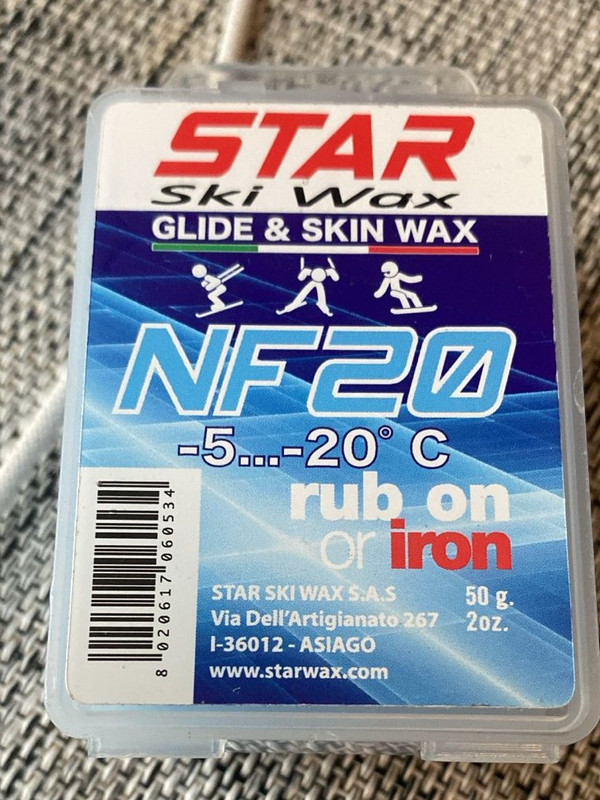 STAR
Ski Wax
GLIDE & SKIN WAX
NF20
-5...-20° C
rub on
or iron
STAR SKI WAX S.A.S
Via Dell'Artigianato 267
I-36012 - ASIAGO
www.starwax.com
50 g.
2oz.
8 020617 060534